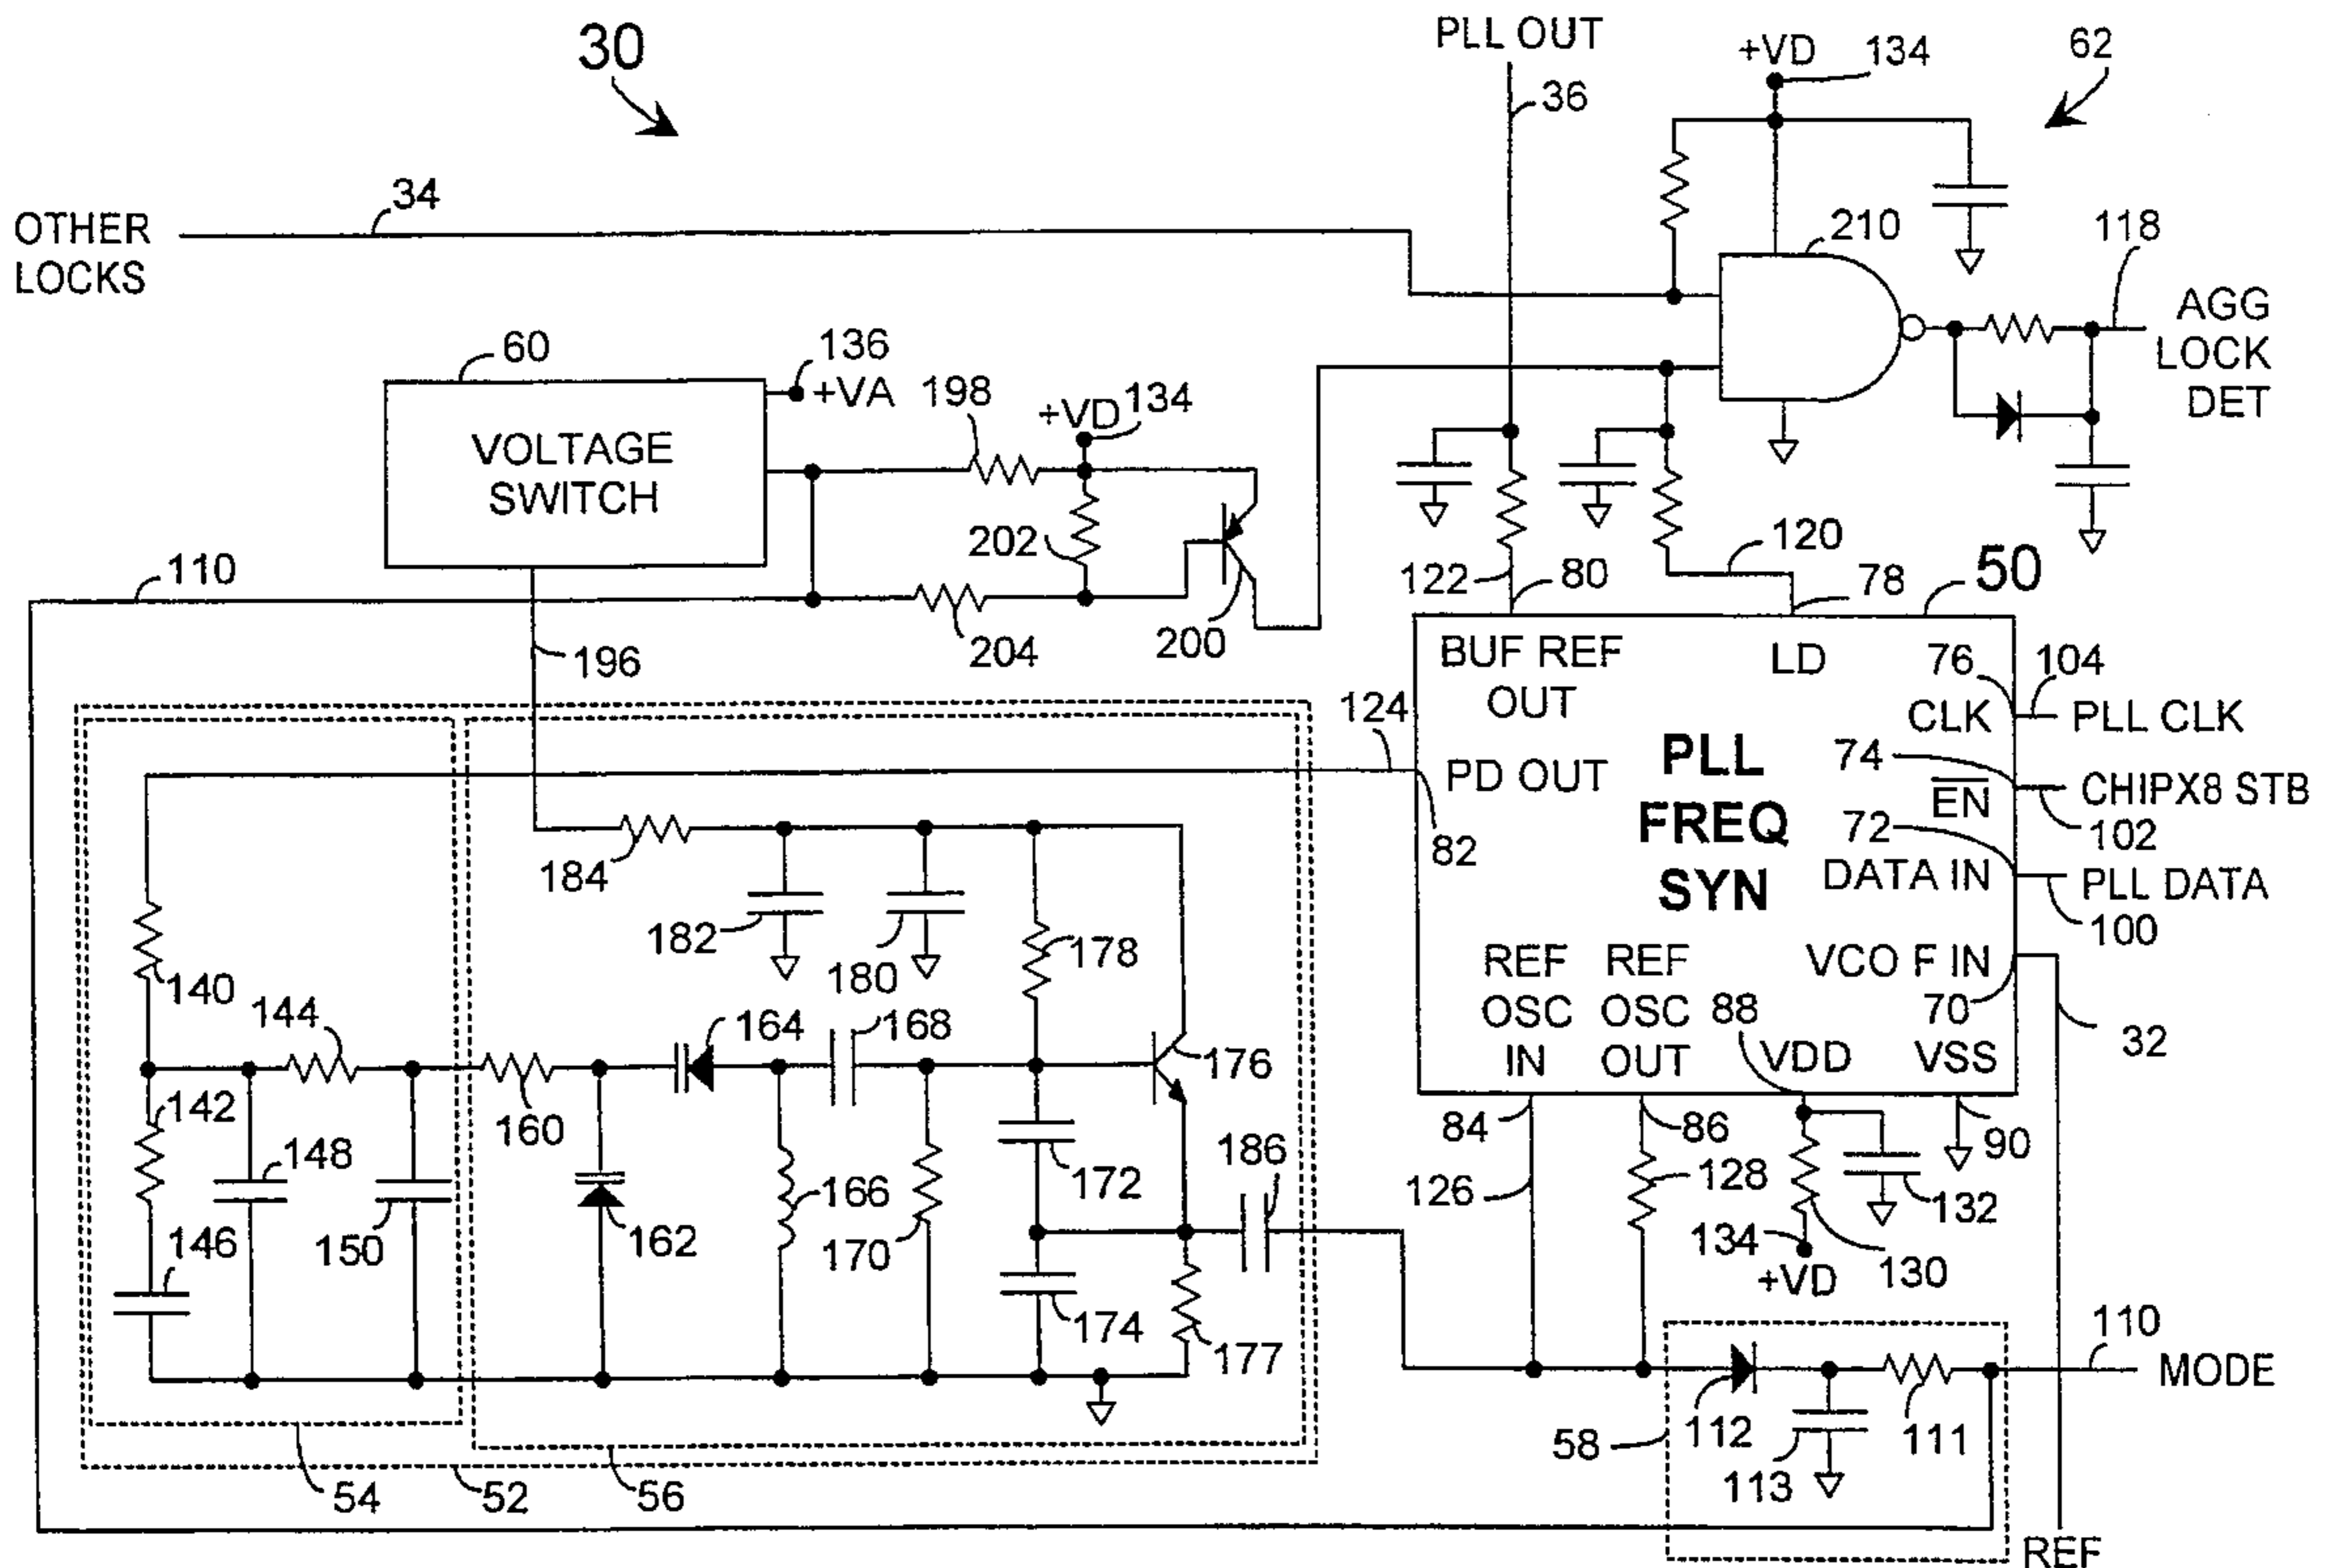 30
PLL OUT
+VD
134
62
36
34
OTHER
LOCKS
210
118
AGG
LOCK
DET
60
136
+VA
198
+VD
134
VOLTAGE
SWITCH
202
110
122
80
120
78
50
204
200
196
BUF REF
OUT
LD
76
104
CLK
PLL CLK
124
PD OUT
PLL
FREQ
SYN
74
EN
CHIPX8 STB
102
72
82
DATA IN
PLL DATA
100
184
182
180
178
REF
OSC
IN
REF
OSC
OUT
88
VDD
VCO F IN
70
VSS
32
140
144
164
168
176
142
160
84
86
90
148
172
186
126
128
132
166
146
150
162
170
134
+VD
130
174
177
110
MODE
58
112
113
111
54
52
56
REF